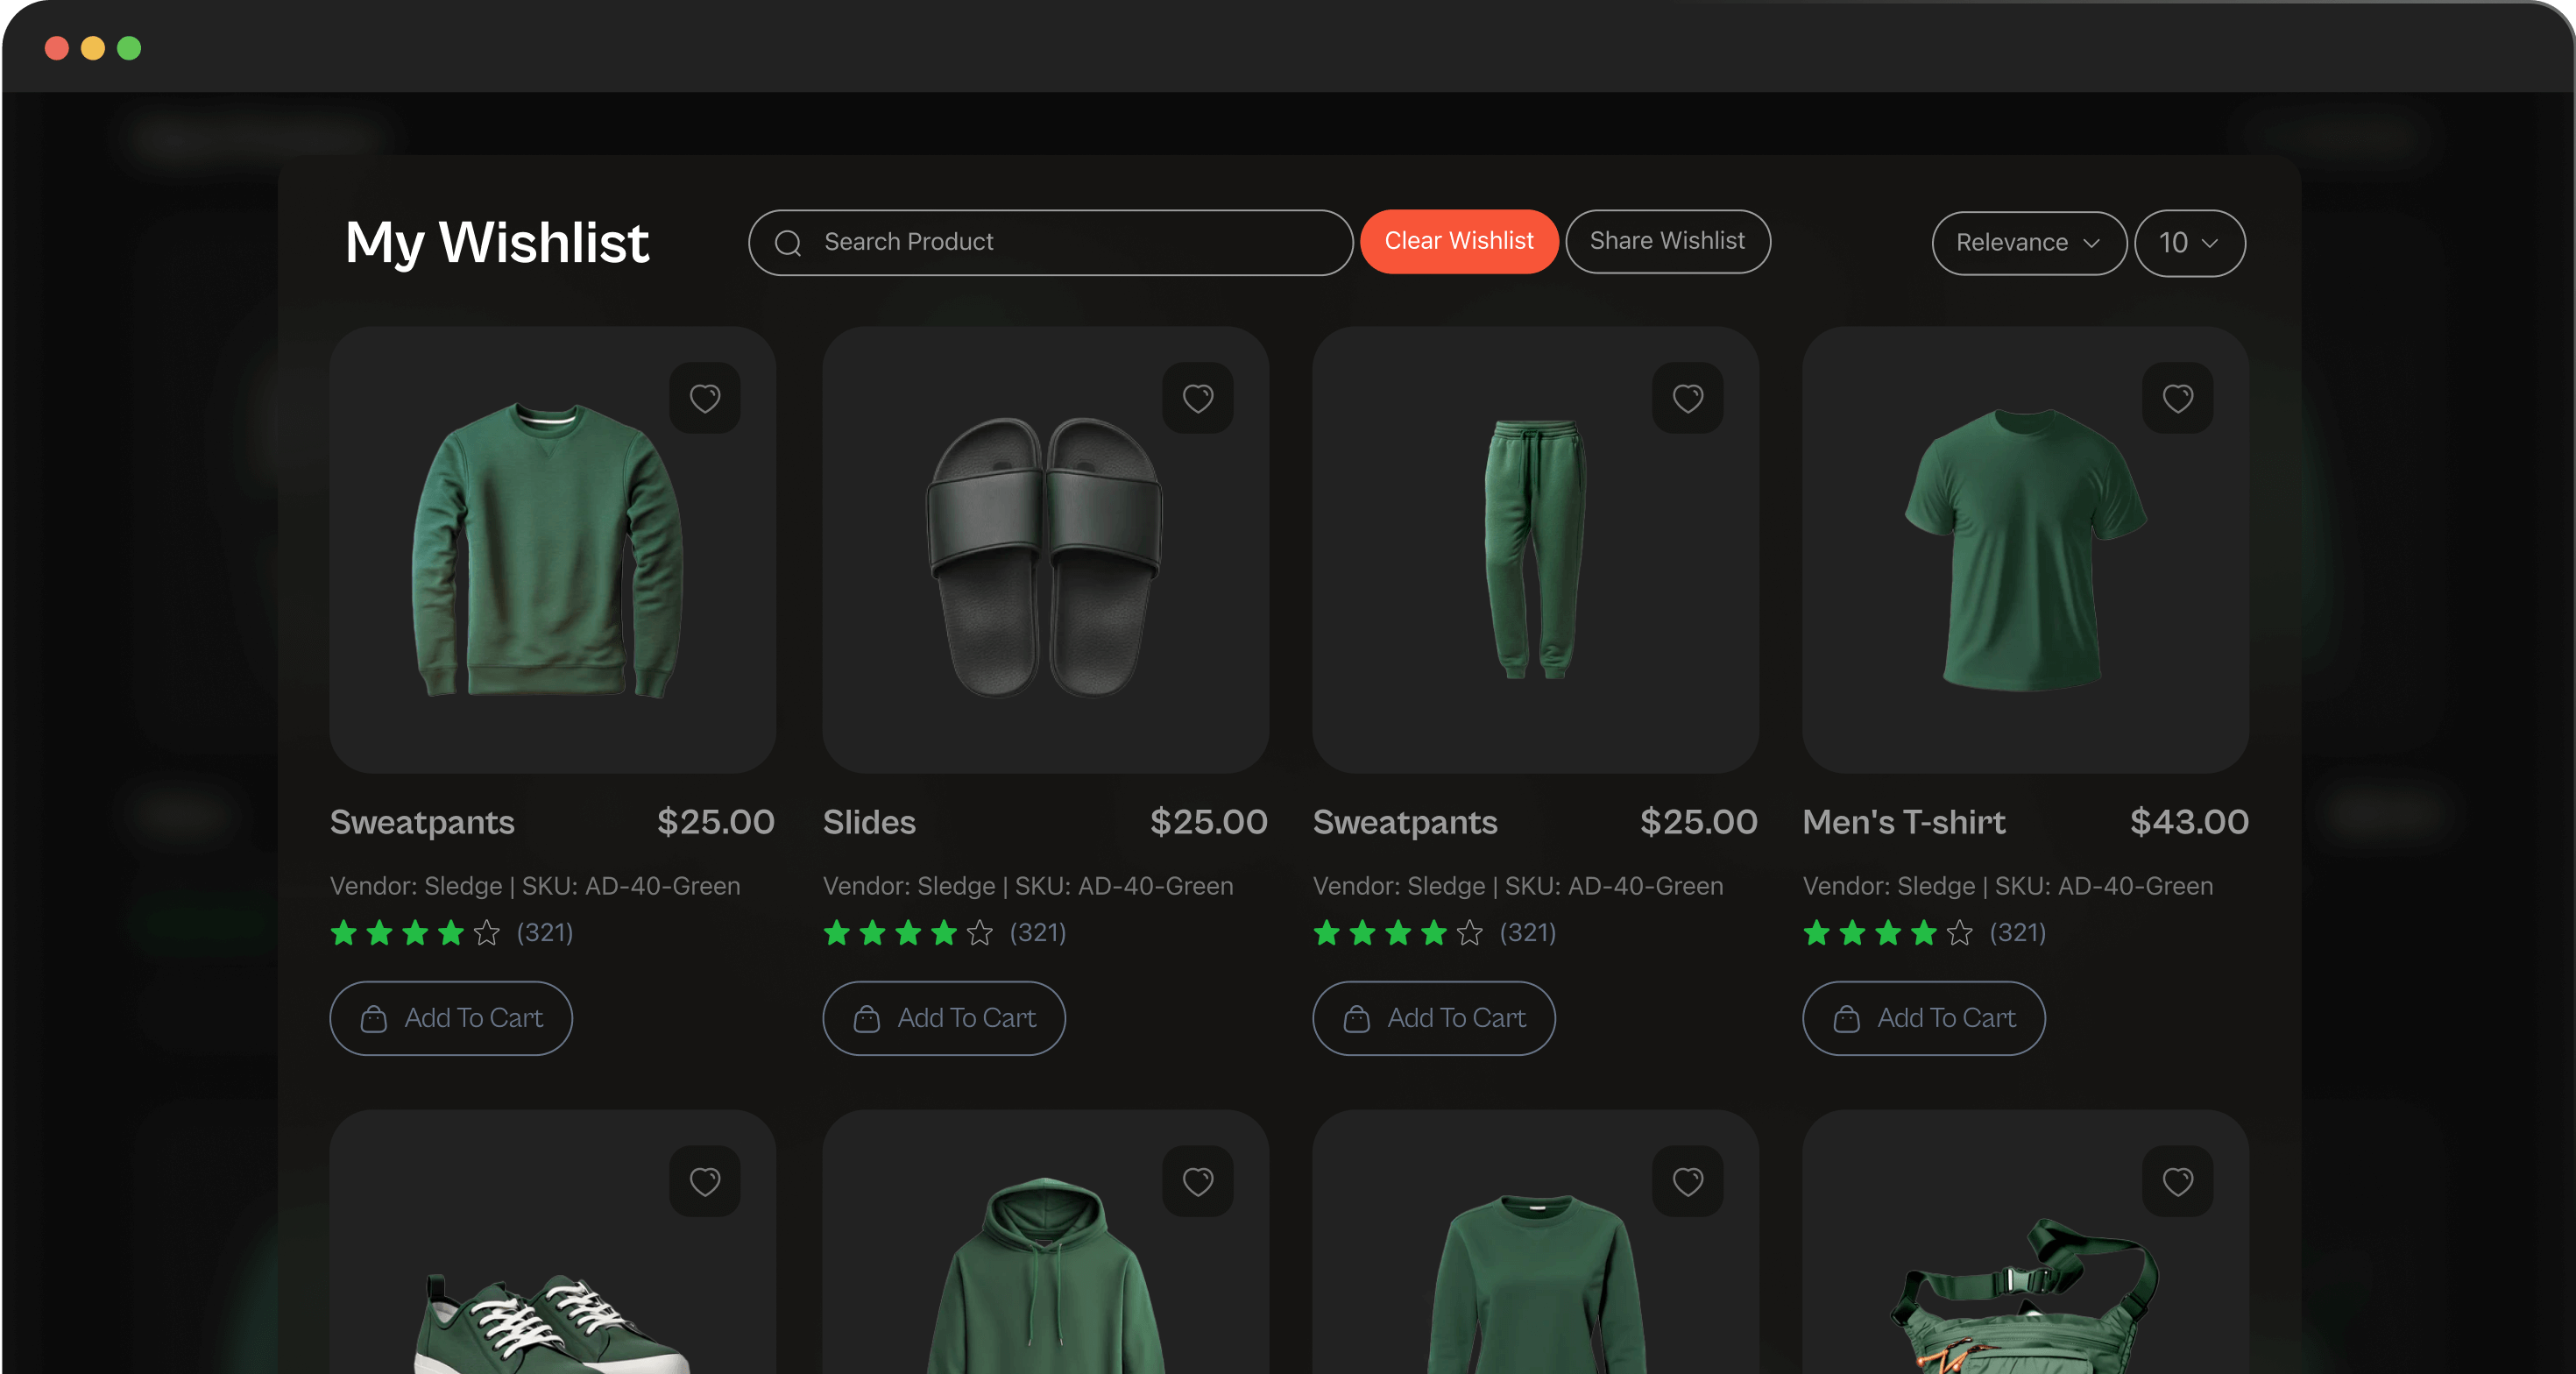 My Wishlist
Search Product
Clear Wishlist
Share Wishlist
Relevance
10
Sweatpants $25.00
Vendor: Sledge | SKU: AD-40-Green
(321)
Add To Cart
Slides $25.00
Vendor: Sledge | SKU: AD-40-Green
(321)
Add To Cart
Sweatpants $25.00
Vendor: Sledge | SKU: AD-40-Green
(321)
Add To Cart
Men's T-shirt $43.00
Vendor: Sledge | SKU: AD-40-Green
(321)
Add To Cart